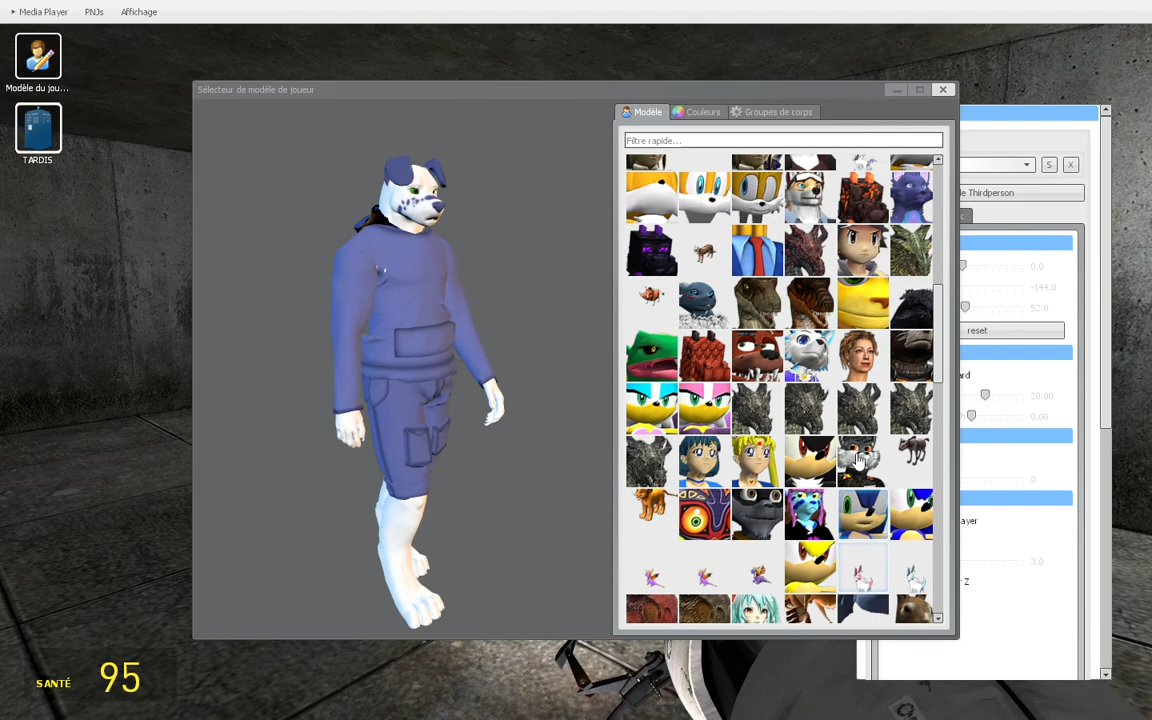 Media Player PNJs Affichage
Modèle du jou...
TARDIS
Sélecteur de modèle de joueur
Modèle Couleurs Groupes de corps
Filtre rapide...
S X
Thirdperson
0.0
-144.0
52.0
reset
20.00
0.00
0
3.0
Z
SANTÉ 95